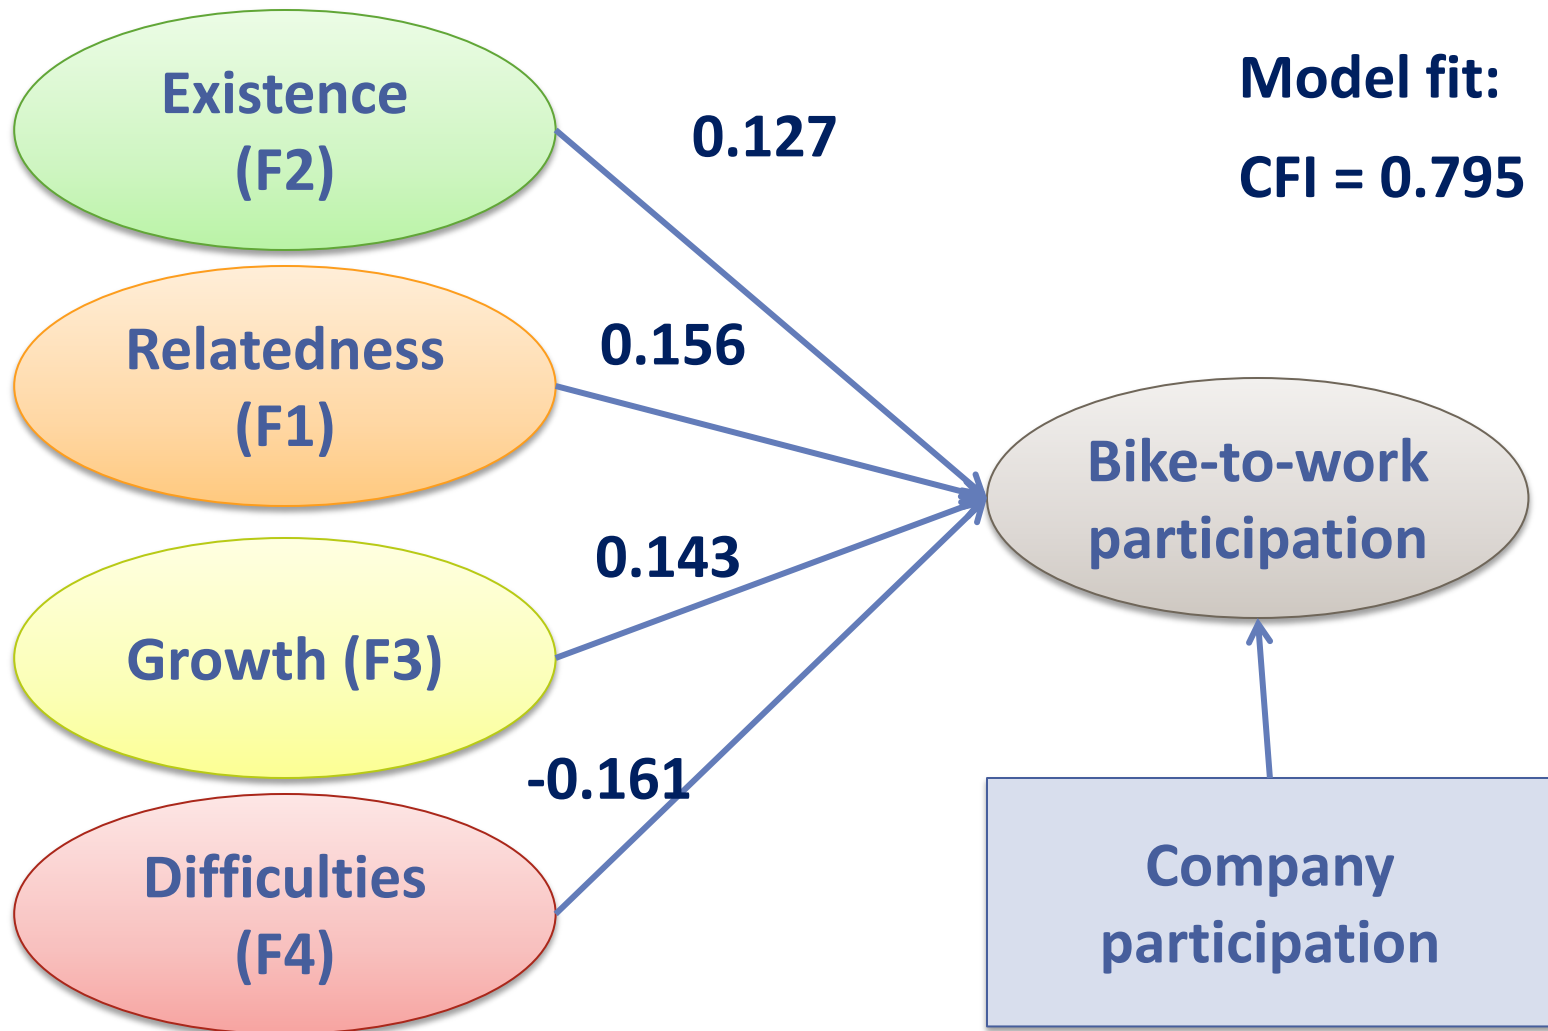 Existence
(F2)
0.127
Model fit:
CFI = 0.795
Relatedness
(F1)
0.156
Bike-to-work
participation
0.143
Growth (F3)
-0.161
Difficulties
(F4)
Company
participation